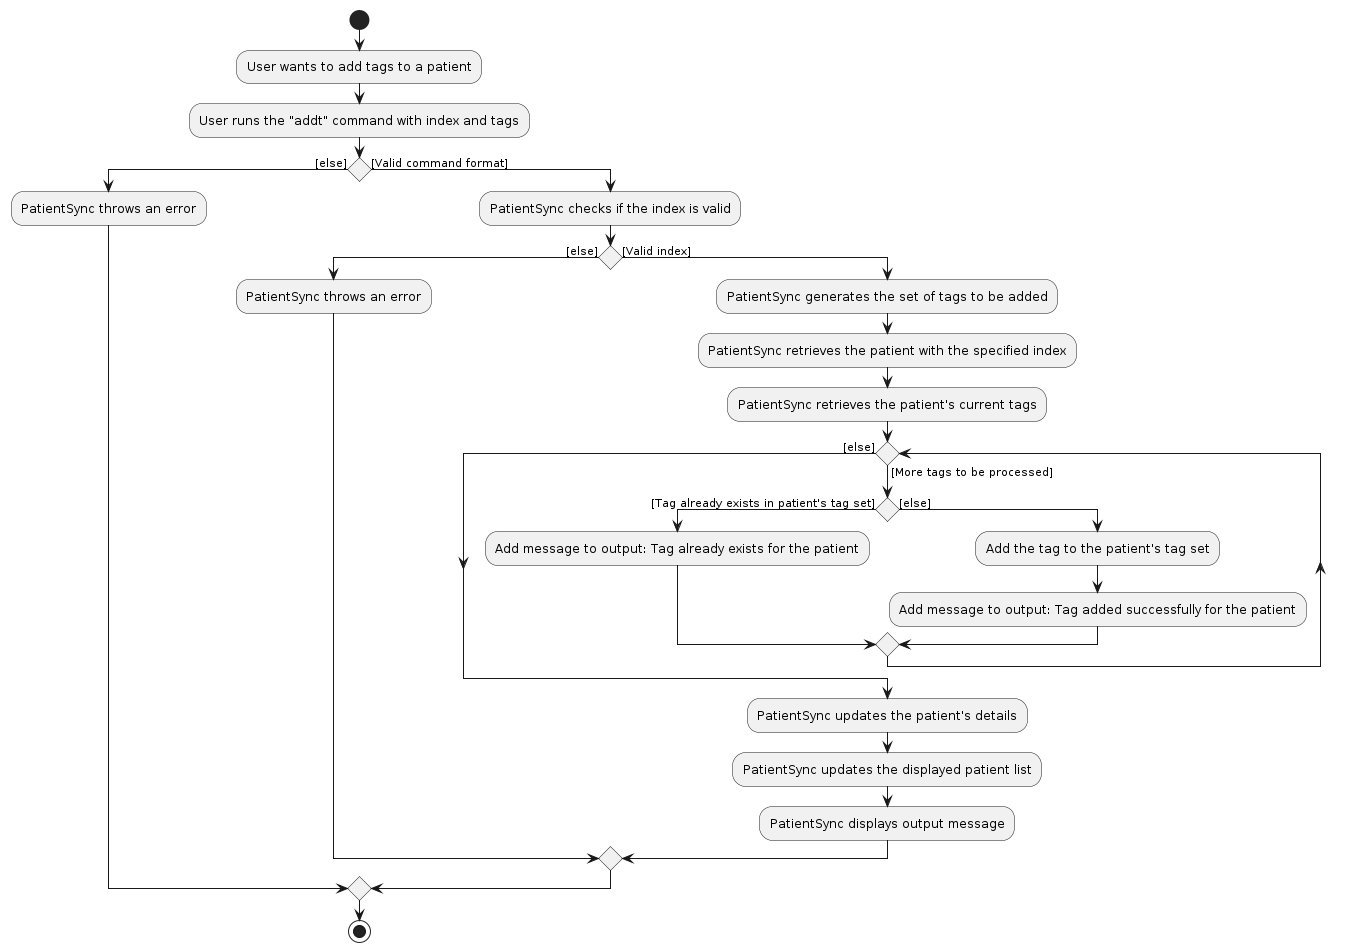 User wants to add tags to a patient
User runs the "addt" command with index and tags
[else]
[Valid command format]
PatientSync throws an error
PatientSync checks if the index is valid
[else]
[Valid index]
PatientSync throws an error
PatientSync generates the set of tags to be added
PatientSync retrieves the patient with the specified index
PatientSync retrieves the patient's current tags
[else]
[More tags to be processed]
[Tag already exists in patient's tag set]
[else]
Add message to output: Tag already exists for the patient
Add the tag to the patient's tag set
Add message to output: Tag added successfully for the patient
PatientSync updates the patient's details
PatientSync updates the displayed patient list
PatientSync displays output message